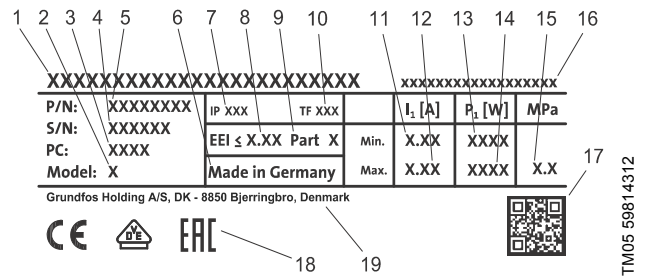 1 2 4 5 3 6 7 8 9 10 11 12 13 14 15 16
XXXXXXXXXXXXXXXXXXXXXXXX xxxxxxxxxxxxxxxxxxx
P/N: XXXXXXXX IP XXX TF XXX I₁ [A] P₁ [W] MPa
S/N: XXXXXX
EEI ≤ X.XX Part X Min. X.XX XXXX
PC: XXXX
Model: X Made in Germany Max. X.XX XXXX X.X
17
Grundfos Holding A/S, DK - 8850 Bjerringbro, Denmark
CE VDE EAC
18 19
TM05 59814312